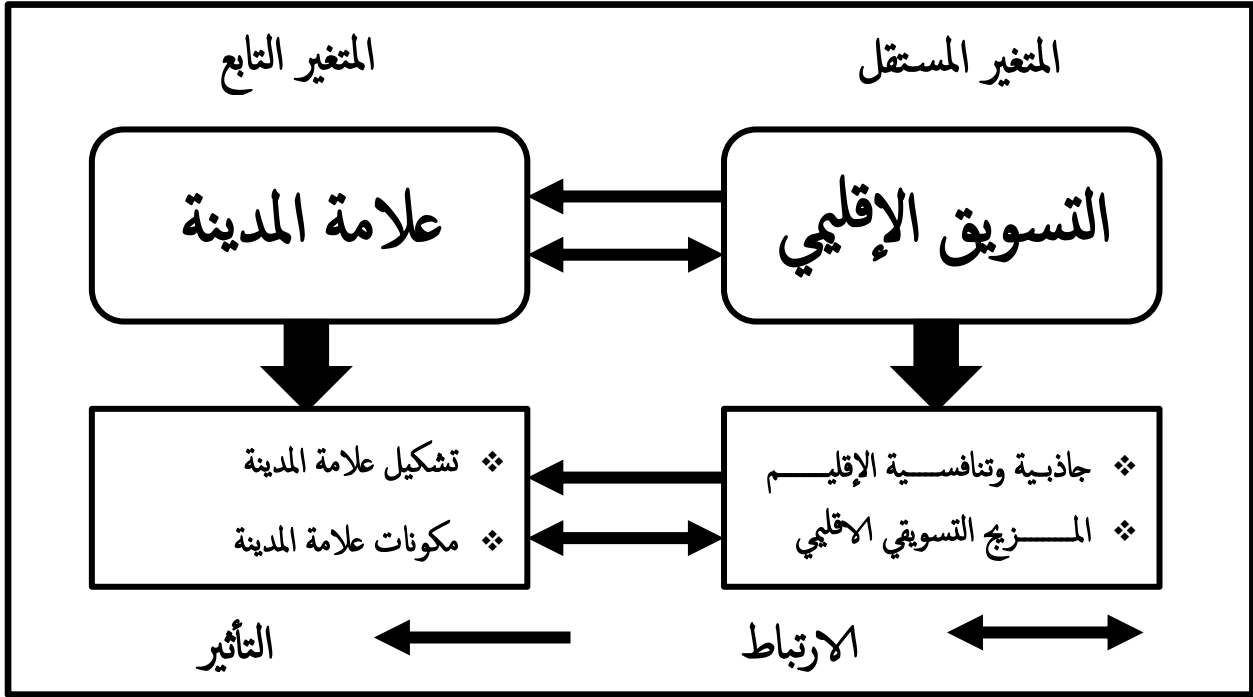 المتغير المستقل
المتغير التابع
التسويق الإقليمي
علامة المدينة
❖ جاذبية وتنافسية الإقليم
❖ المزيج التسويقي الاقليمي
❖ تشكيل علامة المدينة
❖ مكونات علامة المدينة
الارتباط
التأثير